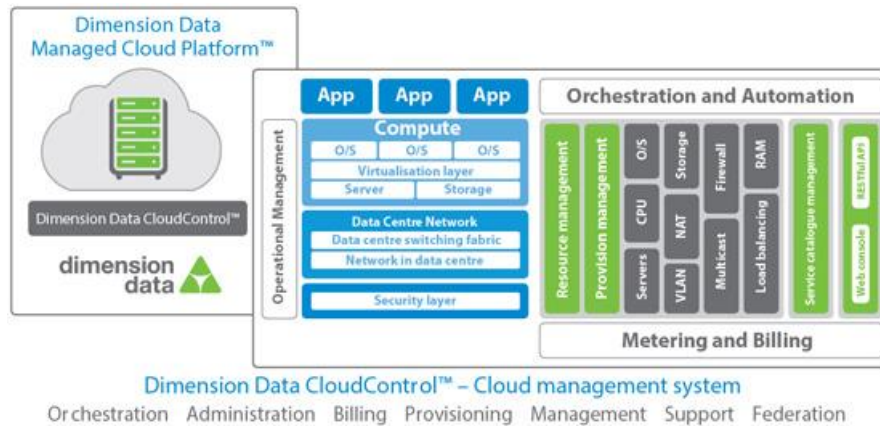 Dimension Data
Managed Cloud Platform™
Dimension Data CloudControl™
dimension
data
Operational Management
App App App
Compute
O/S O/S O/S
Virtualisation layer
Server Storage
Data Centre Network
Data centre switching fabric
Network in data centre
Security layer
Orchestration and Automation
Resource management
Provision management
O/S
CPU
Servers
Storage
NAT
VLAN
Firewall
Multicast
RAM
Load balancing
Service catalogue management
RESTful API
Web console
Metering and Billing
Dimension Data CloudControl™ – Cloud management system
Orchestration Administration Billing Provisioning Management Support Federation